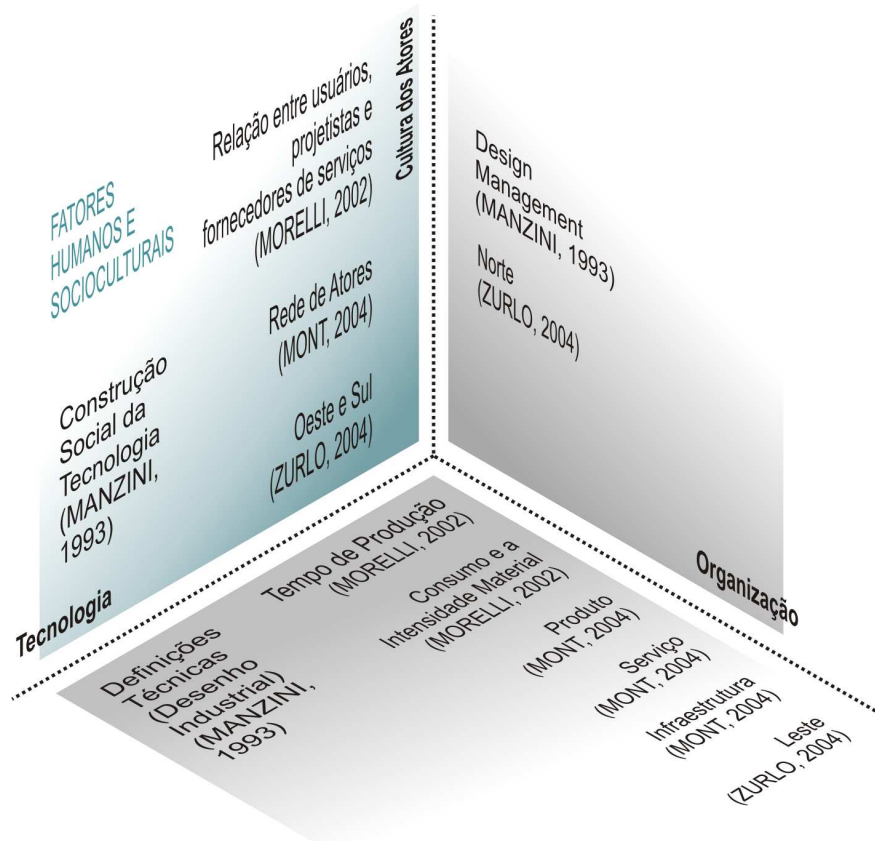 Cultura dos Atores
Relação entre usuários,
projetistas e
fornecedores de serviços
(MORELLI, 2002)
FATORES
HUMANOS E
SOCIOCULTURAIS
Rede de Atores
(MONT, 2004)
Construção
Social da
Tecnologia
(MANZINI,
1993)
Oeste e Sul
(ZURLO, 2004)
Tecnologia
Design
Management
(MANZINI, 1993)
Norte
(ZURLO, 2004)
Organização
Definições
Técnicas
(Desenho
Industrial)
(MANZINI,
1993)
Tempo de Produção
(MORELLI, 2002)
Consumo e a
Intensidade Material
(MORELLI, 2002)
Produto
(MONT, 2004)
Serviço
(MONT, 2004)
Infraestrutura
(MONT, 2004)
Leste
(ZURLO, 2004)